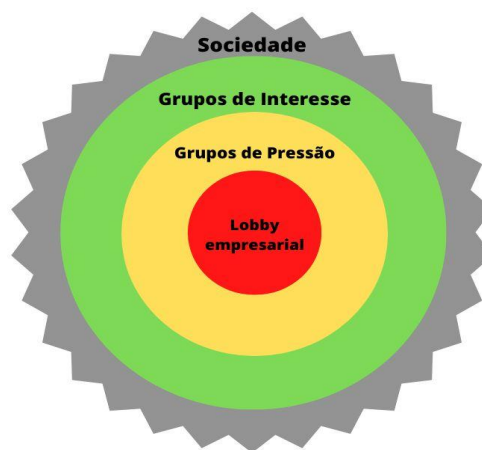 Sociedade
Grupos de Interesse
Grupos de Pressão
Lobby
empresarial